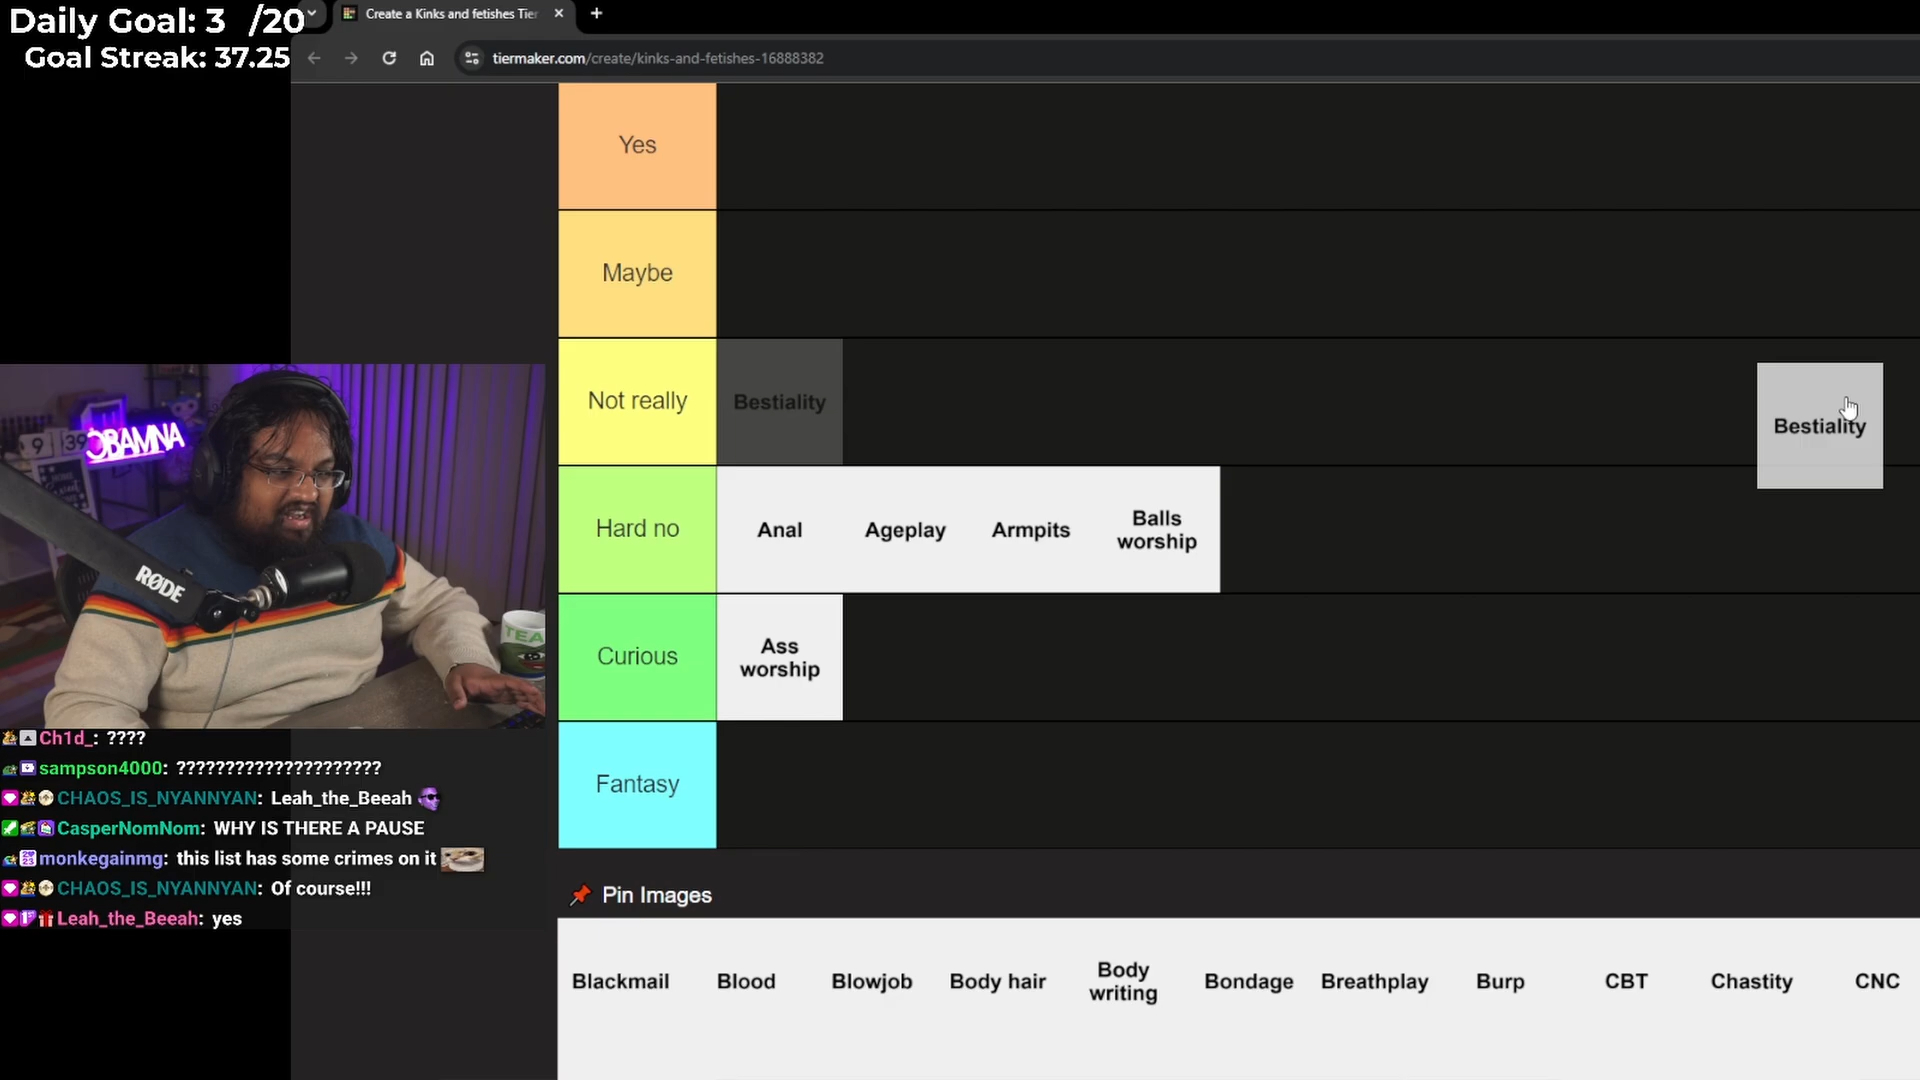 Daily Goal: 3 /20
Goal Streak: 37.25
Create a Kinks and fetishes Tier
tiermaker.com/create/kinks-and-fetishes-16888382
Yes
Maybe
Not really
Bestiality
Bestiality
Hard no
Anal
Ageplay
Armpits
Balls
worship
Curious
Ass
worship
Fantasy
9 39
OBAMNA
RØDE
TEA
Ch1d_: ????
sampson4000: ?????????????????????
CHAOS_IS_NYANNYAN: Leah_the_Beeah
CasperNomNom: WHY IS THERE A PAUSE
monkegainmg: this list has some crimes on it
CHAOS_IS_NYANNYAN: Of course!!!
Leah_the_Beeah: yes
Pin Images
Blackmail
Blood
Blowjob
Body hair
Body
writing
Bondage
Breathplay
Burp
CBT
Chastity
CNC